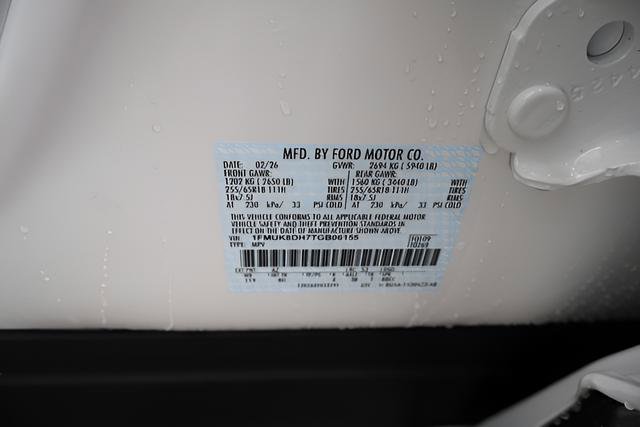 MFD. BY FORD MOTOR CO.
DATE: 02/26 GVWR: 2694 KG ( 5940 LB)
FRONT GAWR: REAR GAWR:
1202 KG ( 2650 LB) WITH 1560 KG ( 3440 LB) WITH
255/65R18 111H TIRES 255/65R18 111H TIRES
18x7.5J RIMS 18x7.5J RIMS
AT 230 kPa/ 33 PSI COLD AT 230 kPa/ 33 PSI COLD
THIS VEHICLE CONFORMS TO ALL APPLICABLE FEDERAL MOTOR
VEHICLE SAFETY AND THEFT PREVENTION STANDARDS IN
EFFECT ON THE DATE OF MANUFACTURE SHOWN ABOVE.
VIN: 1FMUK8DH7TGB06155
TYPE: MPV
EXT PNT: AZ